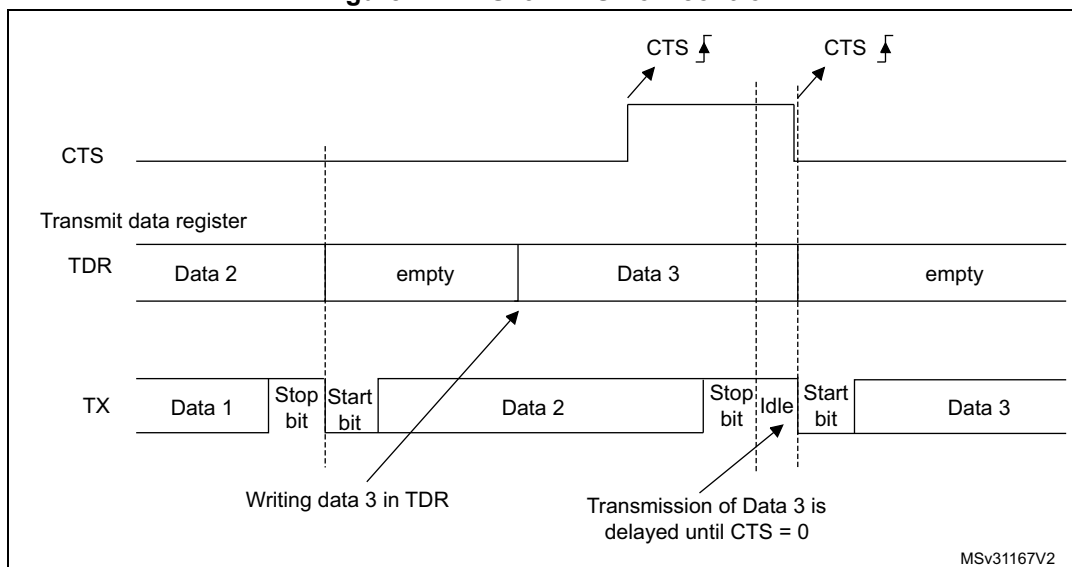 CTS CTS
CTS
Transmit data register
TDR Data 2 empty Data 3 empty
TX Data 1 Stop bit Start bit Data 2 Stop bit Idle Start bit Data 3
Writing data 3 in TDR
Transmission of Data 3 is
delayed until CTS = 0
MSv31167V2